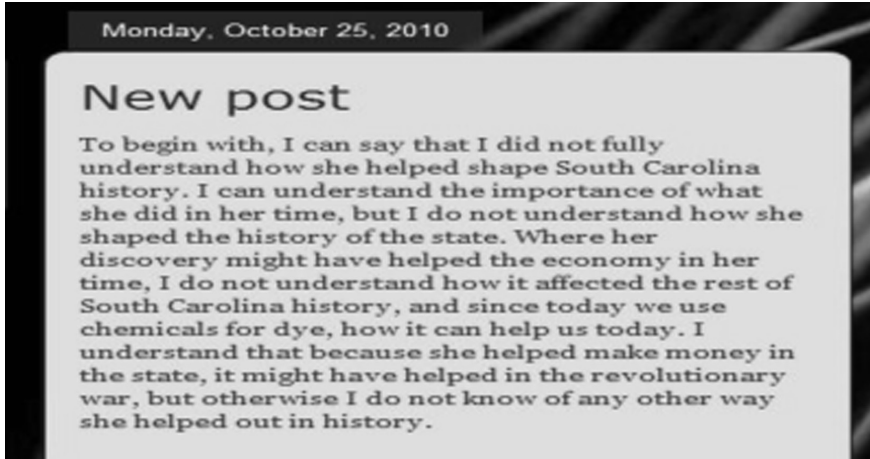 Monday, October 25, 2010
New post
To begin with, I can say that I did not fully
understand how she helped shape South Carolina
history. I can understand the importance of what
she did in her time, but I do not understand how she
shaped the history of the state. Where her
discovery might have helped the economy in her
time, I do not understand how it affected the rest of
South Carolina history, and since today we use
chemicals for dye, how it can help us today. I
understand that because she helped make money in
the state, it might have helped in the revolutionary
war, but otherwise I do not know of any other way
she helped out in history.